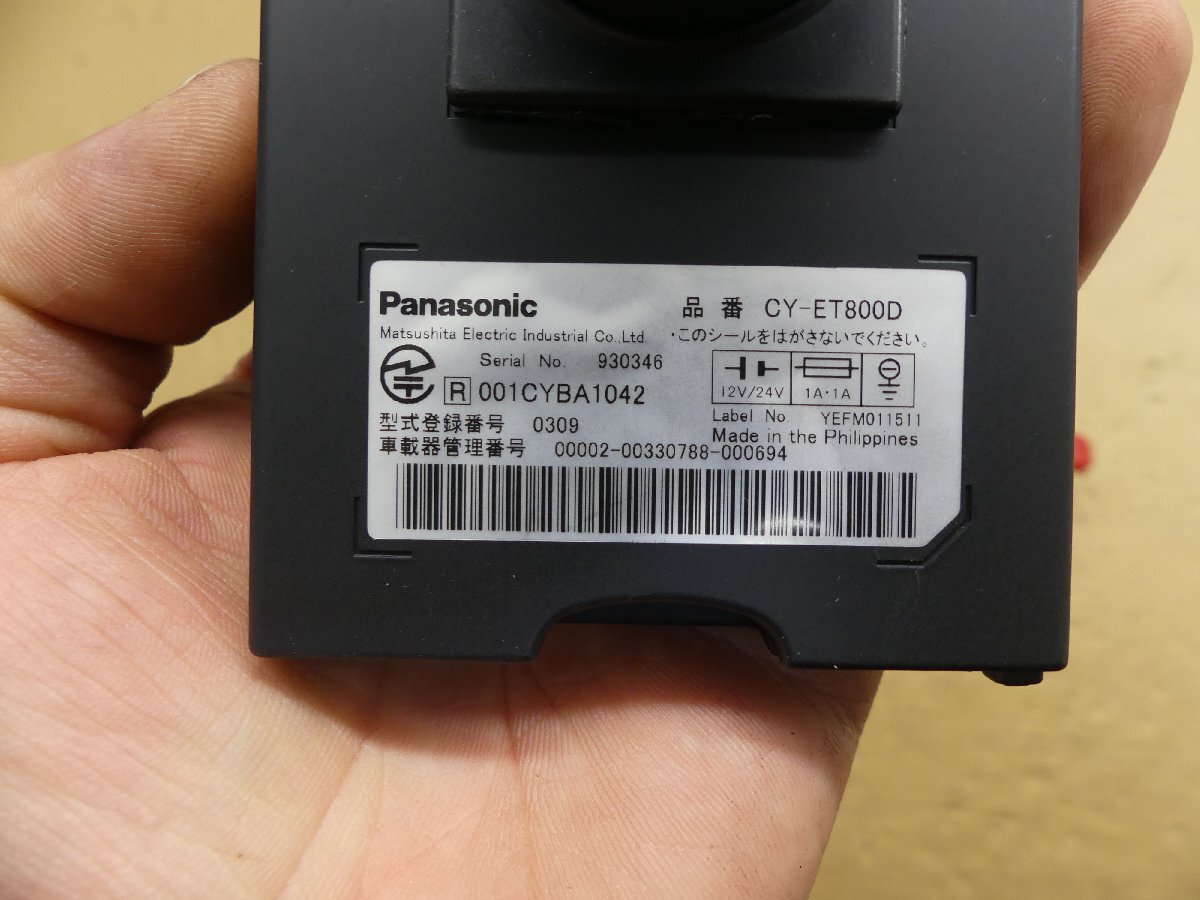 Panasonic 品番 CY-ET800D
Matsushita Electric Industrial Co.,Ltd. ・このシールをはがさないでください。
Serial No. 930346
R 001CYBA1042
12V/24V 1A・1A
型式登録番号 0309
Label No YEFM011511
Made in the Philippines
車載器管理番号 00002-00330788-000694